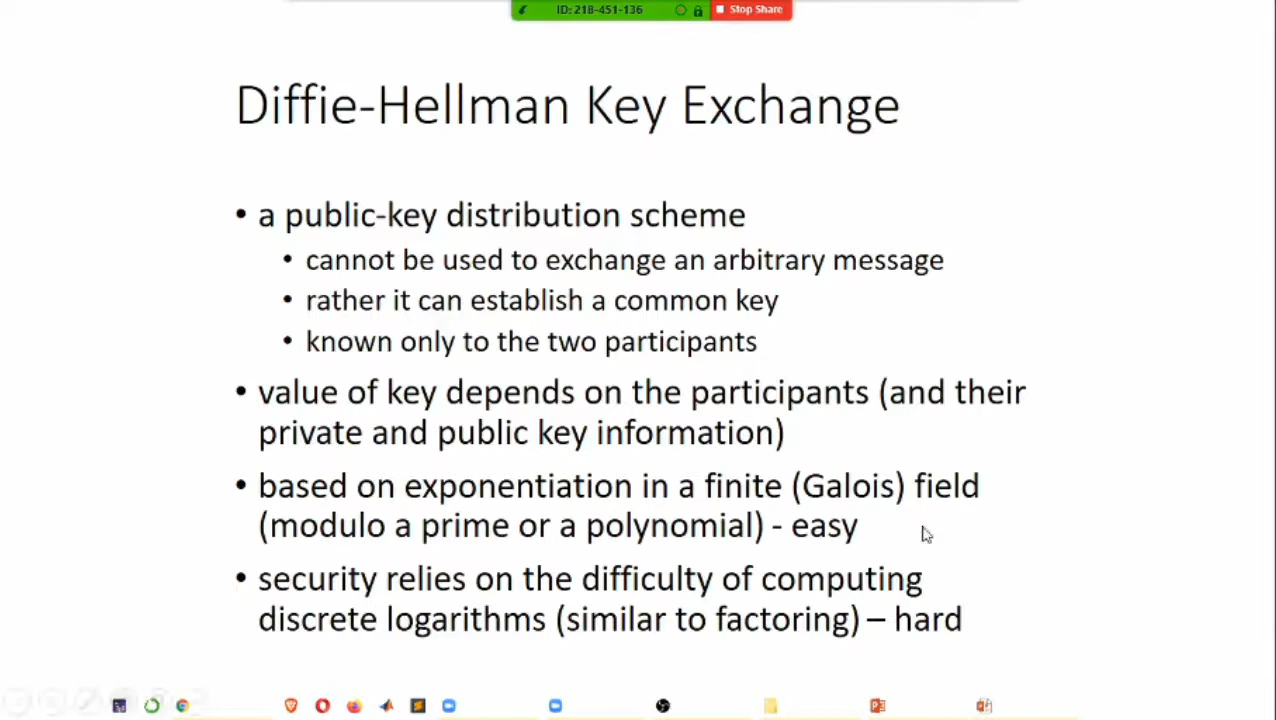 ID: 218-451-136
Stop Share
Diffie-Hellman Key Exchange
• a public-key distribution scheme
• cannot be used to exchange an arbitrary message
• rather it can establish a common key
• known only to the two participants
• value of key depends on the participants (and their
private and public key information)
• based on exponentiation in a finite (Galois) field
(modulo a prime or a polynomial) - easy
• security relies on the difficulty of computing
discrete logarithms (similar to factoring) – hard